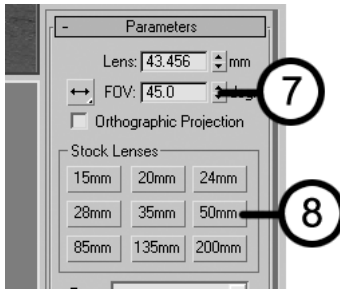 - Parameters
Lens: 43.456 mm
FOV: 45.0 7
Orthographic Projection
Stock Lenses
15mm 20mm 24mm
28mm 35mm 50mm 8
85mm 135mm 200mm